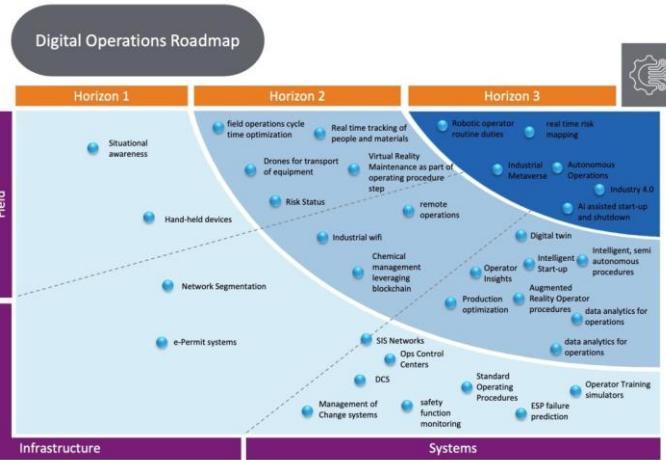 Digital Operations Roadmap
Horizon 1
Horizon 2
Horizon 3
Field
Situational
awareness
Hand-held devices
Network Segmentation
e-Permit systems
field operations cycle
time optimization
Real time tracking of
people and materials
Drones for transport
of equipment
Virtual Reality
Maintenance as part of
operating procedure
step
Risk Status
remote
operations
Industrial wifi
Chemical
management
leveraging
blockchain
Robotic operator
routine duties
real time risk
mapping
Industrial
Metaverse
Autonomous
Operations
Industry 4.0
AI assisted start-up
and shutdown
Digital twin
Intelligent, semi
autonomous
procedures
Intelligent
Start-up
Operator
Insights
Augmented
Reality Operator
procedures
Production
optimization
data analytics for
operations
data analytics for
operations
SIS Networks
Ops Control
Centers
DCS
Management of
Change systems
safety
function
monitoring
Standard
Operating
Procedures
ESP failure
prediction
Operator Training
simulators
Infrastructure
Systems